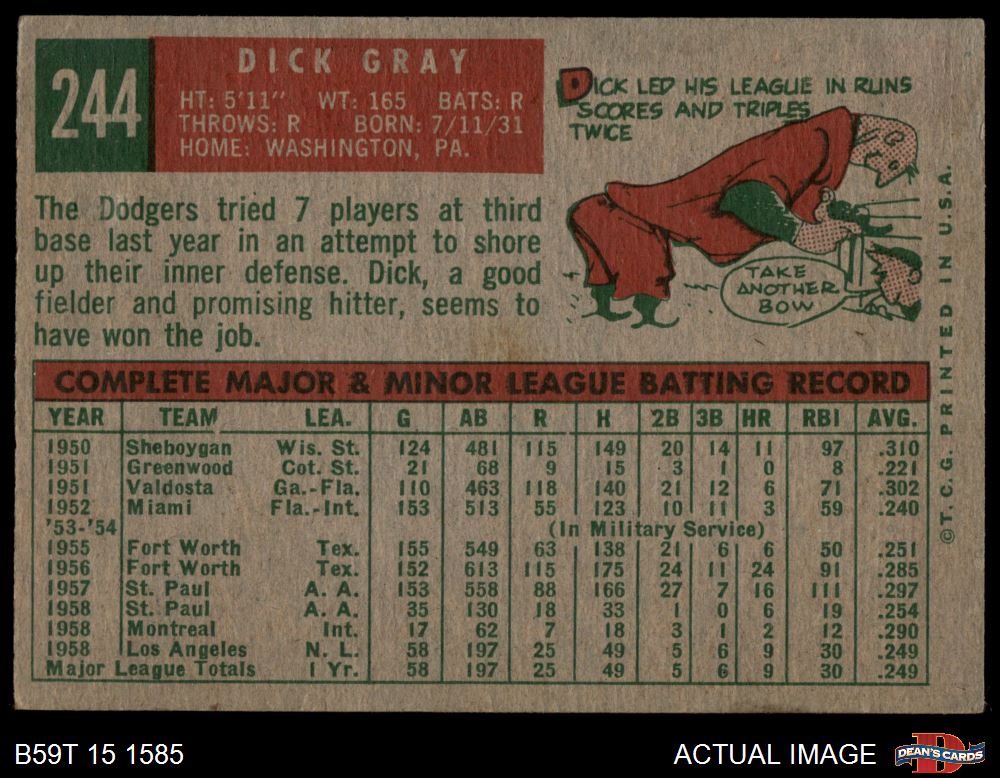 244
DICK GRAY
HT: 5'11" WT: 165 BATS: R
THROWS: R BORN: 7/11/31
HOME: WASHINGTON, PA.
DICK LED HIS LEAGUE IN RUNS
SCORES AND TRIPLES
TWICE
TAKE
ANOTHER
BOW
The Dodgers tried 7 players at third
base last year in an attempt to shore
up their inner defense. Dick, a good
fielder and promising hitter, seems to
have won the job.
COMPLETE MAJOR & MINOR LEAGUE BATTING RECORD
YEAR TEAM LEA. G AB R H 2B 3B HR RBI AVG.
1950 Sheboygan Wis. St. 124 481 115 149 20 14 11 97 .310
1951 Greenwood Cot. St. 21 68 9 15 3 1 0 8 .221
1951 Valdosta Ga.-Fla. 110 463 118 140 21 12 6 71 .302
1952 Miami Fla.-Int. 153 513 55 123 10 11 3 59 .240
'53-'54 (In Military Service)
1955 Fort Worth Tex. 155 549 63 138 21 6 6 50 .251
1956 Fort Worth Tex. 152 613 115 175 24 11 24 91 .285
1957 St. Paul A. A. 153 558 88 166 27 7 16 111 .297
1958 St. Paul A. A. 35 130 18 33 1 0 6 19 .254
1958 Montreal Int. 17 62 7 18 3 1 2 12 .290
1958 Los Angeles N. L. 58 197 25 49 5 6 9 30 .249
Major League Totals 1 Yr. 58 197 25 49 5 6 9 30 .249
©T.C.G. PRINTED IN U.S.A.
B59T 15 1585
ACTUAL IMAGE
DEAN'S CARDS